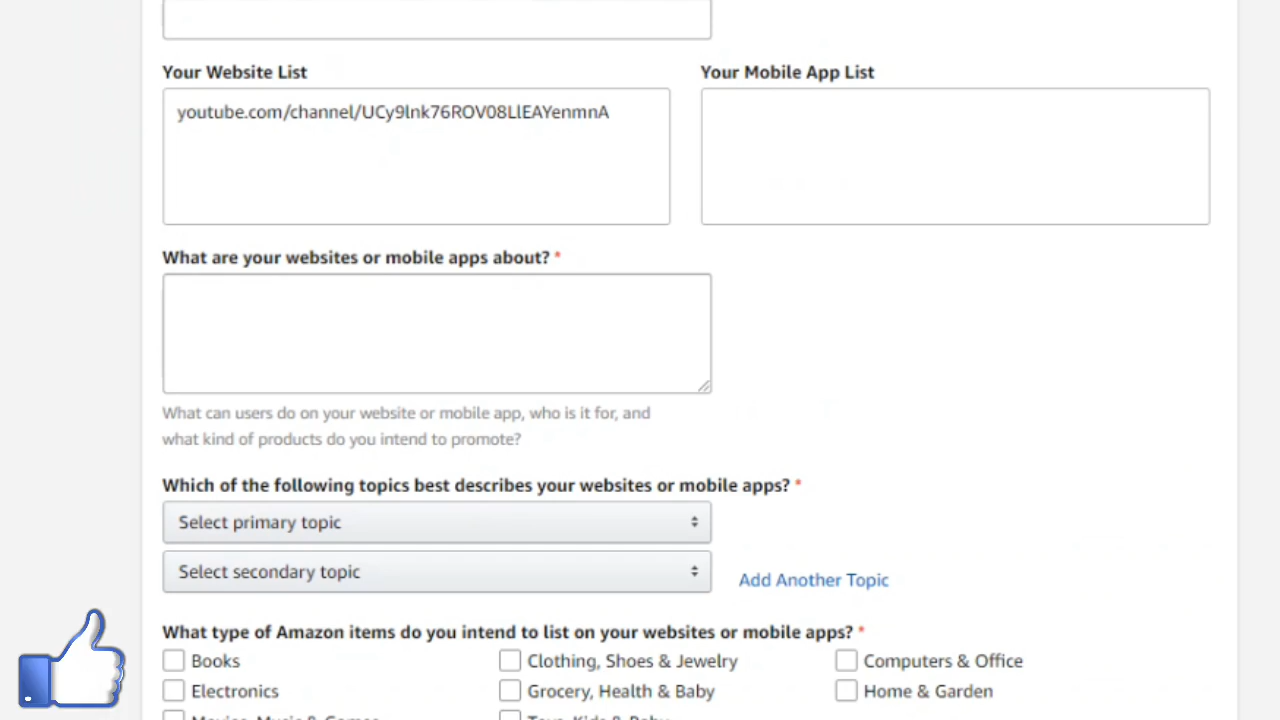 Your Website List
Your Mobile App List
youtube.com/channel/UCy9lnk76ROV08LlEAYenmnA
What are your websites or mobile apps about? *
What can users do on your website or mobile app, who is it for, and
what kind of products do you intend to promote?
Which of the following topics best describes your websites or mobile apps? *
Select primary topic
Select secondary topic
Add Another Topic
What type of Amazon items do you intend to list on your websites or mobile apps? *
Books
Clothing, Shoes & Jewelry
Computers & Office
Electronics
Grocery, Health & Baby
Home & Garden